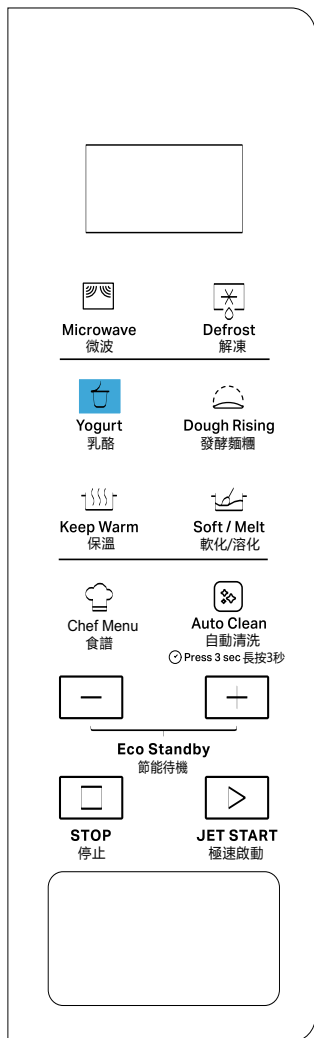 Microwave Defrost
微波 解凍
Yogurt Dough Rising
乳酪 發酵麵糰
Keep Warm Soft / Melt
保溫 軟化/溶化
Chef Menu Auto Clean
食譜 自動清洗
Press 3 sec 長按3秒
Eco Standby
節能待機
STOP JET START
停止 極速啟動